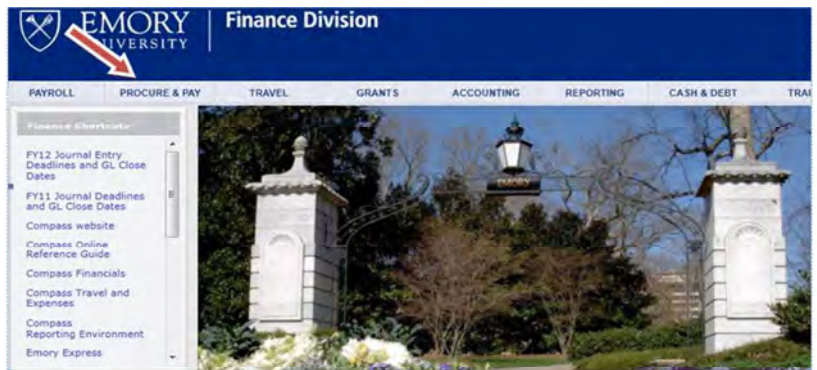 EMORY
UNIVERSITY
Finance Division
PAYROLL PROCURE & PAY TRAVEL GRANTS ACCOUNTING REPORTING CASH & DEBT TRAI
Finance Shortcuts
FY12 Journal Entry
Deadlines and GL Close
Dates
FY11 Journal Deadlines
and GL Close Dates
Compass website
Compass Online
Reference Guide
Compass Financials
Compass Travel and
Expenses
Compass
Reporting Environment
Emory Express
EMORY